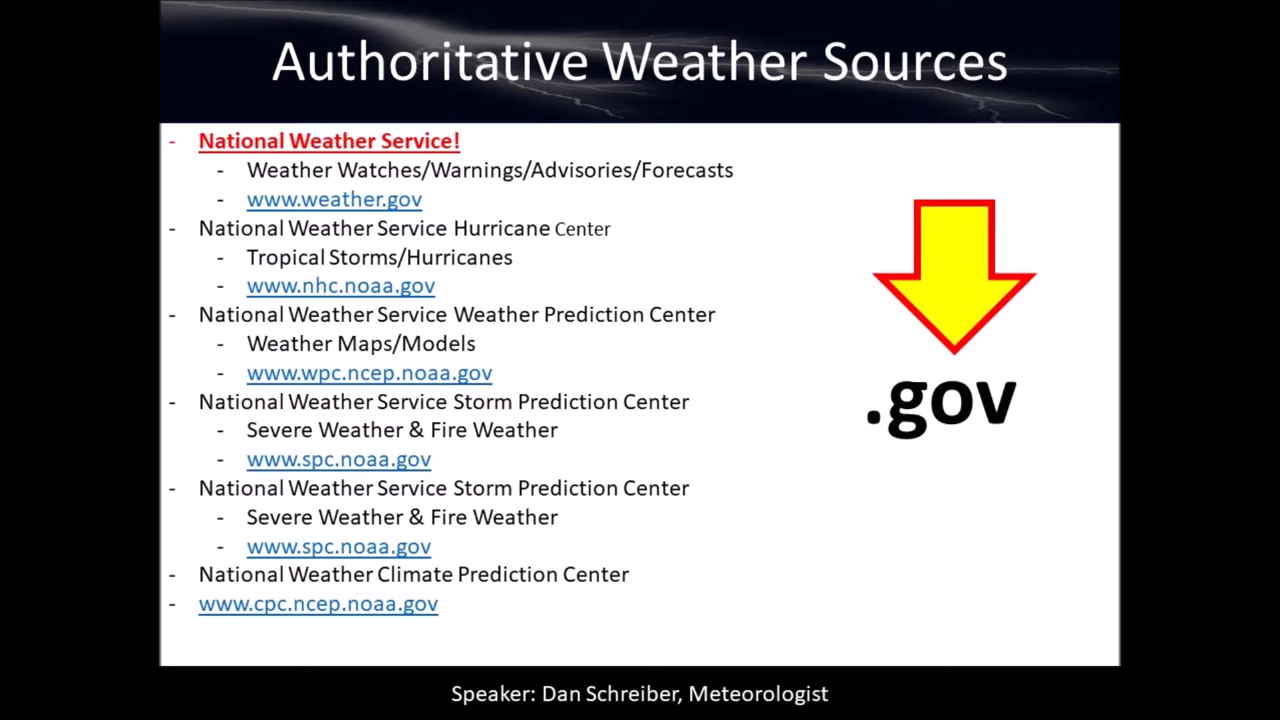 Authoritative Weather Sources
- National Weather Service!
- Weather Watches/Warnings/Advisories/Forecasts
- www.weather.gov
- National Weather Service Hurricane Center
- Tropical Storms/Hurricanes
- www.nhc.noaa.gov
- National Weather Service Weather Prediction Center
- Weather Maps/Models
- www.wpc.ncep.noaa.gov
- National Weather Service Storm Prediction Center
- Severe Weather & Fire Weather
- www.spc.noaa.gov
- National Weather Service Storm Prediction Center
- Severe Weather & Fire Weather
- www.spc.noaa.gov
- National Weather Climate Prediction Center
- www.cpc.ncep.noaa.gov
.gov
Speaker: Dan Schreiber, Meteorologist